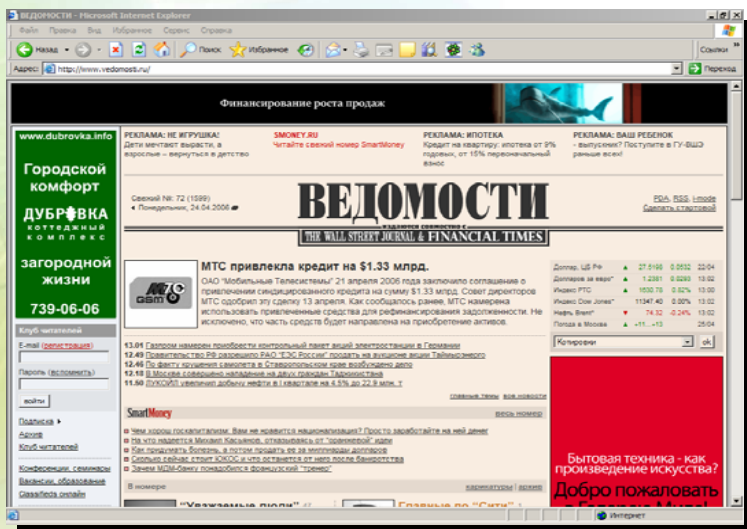 ВЕДОМОСТИ - Microsoft Internet Explorer
Файл Правка Вид Избранное Сервис Справка
Назад Поиск Избранное Ссылки
Адрес: http://www.vedomosti.ru/ Переход
Финансирование роста продаж
www.dubrovka.info
Городской
комфорт
ДУБРОВКА
коттеджный
комплекс
загородной
жизни
739-06-06
РЕКЛАМА: НЕ ИГРУШКА!
Дети мечтают вырасти, а
взрослые – вернуться в детство
SMONEY.RU
Читайте свежий номер SmartMoney
РЕКЛАМА: ИПОТЕКА
Кредит на квартиру: ипотека от 9%
годовых, от 15% первоначальный
взнос
РЕКЛАМА: ВАШ РЕБЕНОК
- выпускник? Поступите в ГУ-ВШЭ
раньше всех!
Свежий №: 72 (1599)
Понедельник, 24.04.2006
ВЕДОМОСТИ
ИЗДАЮТСЯ СОВМЕСТНО С
THE WALL STREET JOURNAL & FINANCIAL TIMES
PDA, RSS, i-mode
Сделать стартовой
МТС GSM
МТС привлекла кредит на $1.33 млрд.
ОАО "Мобильные Телесистемы" 21 апреля 2006 года заключило соглашение о
привлечении синдицированного кредита на сумму $1.33 млрд. Совет директоров
МТС одобрил эту сделку 13 апреля. Как сообщалось ранее, МТС намерена
использовать привлеченные средства для рефинансирования задолженности. Не
исключено, что часть средств будет направлена на приобретение активов.
13.01 Газпром намерен приобрести контрольный пакет акций электростанции в Германии
12.49 Правительство РФ разрешило РАО "ЕЭС России" продать на аукционе акции Таймырэнерго
12.46 По факту крушения самолета в Ставропольском крае возбуждено дело
12.18 В Москве совершено нападение на двух граждан Таджикистана
11.50 ЛУКОЙЛ увеличил добычу нефти в I квартале на 4.5% до 22.9 млн. т
главные темы все новости
Доллар, ЦБ РФ 27.5198 0.0632 22/04
Долларов за евро* 1.2361 0.0293 13:02
Индекс РТС 1630.78 0.82% 13:00
Индекс Dow Jones* 11347.40 0.00% 13:02
Нефть Brent* 74.32 -0.24% 13:02
Погода в Москве +11...+13 25/04
Котировки ok
Клуб читателей
E-mail (регистрация)
Пароль (вспомнить)
войти
Подписка
Архив
Клуб читателей
Конференции, семинары
Вакансии, образование
Classifieds онлайн
SmartMoney весь номер
Чем хорош госкапитализм: Вам не нравится национализация? Просто заработайте на ней денег
На что надеется Михаил Касьянов, отказываясь от "оранжевой" идеи
Как придумать болезнь, а потом продать ее за миллиарды долларов
Сколько сейчас стоит ЮКОС и что останется от него после банкротства
Зачем МДМ-банку понадобился французский "тренер"
В номере карикатуры | архив
"Уважаемые люди"
Главные по "Сити"
Бытовая техника - как
произведение искусства?
Добро пожаловать
Интернет